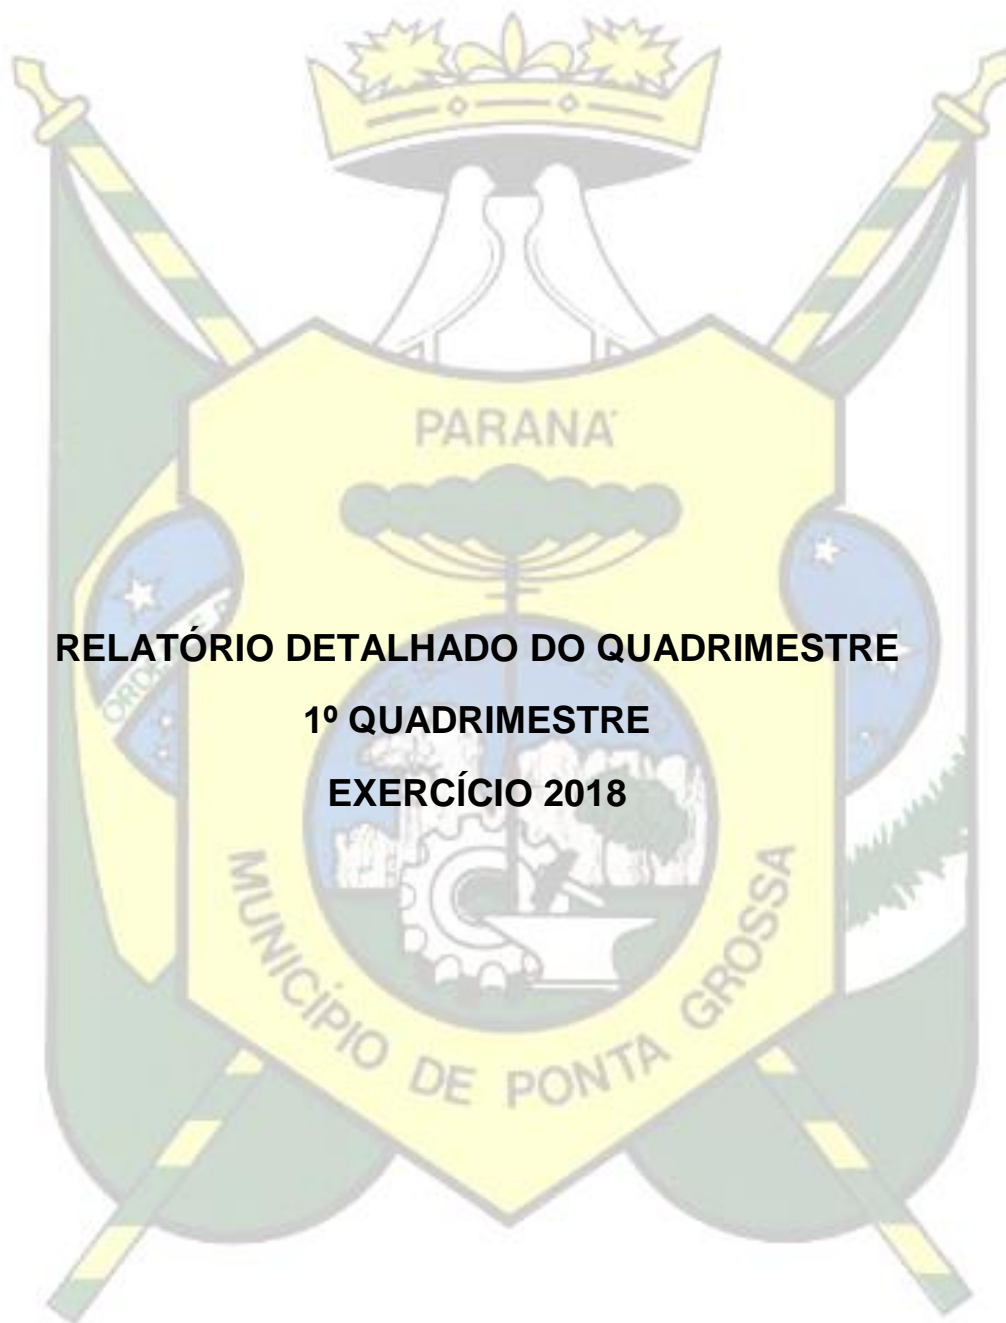 PARANÁ
RELATÓRIO DETALHADO DO QUADRIMESTRE
1º QUADRIMESTRE
EXERCÍCIO 2018
MUNICÍPIO DE PONTA GROSSA